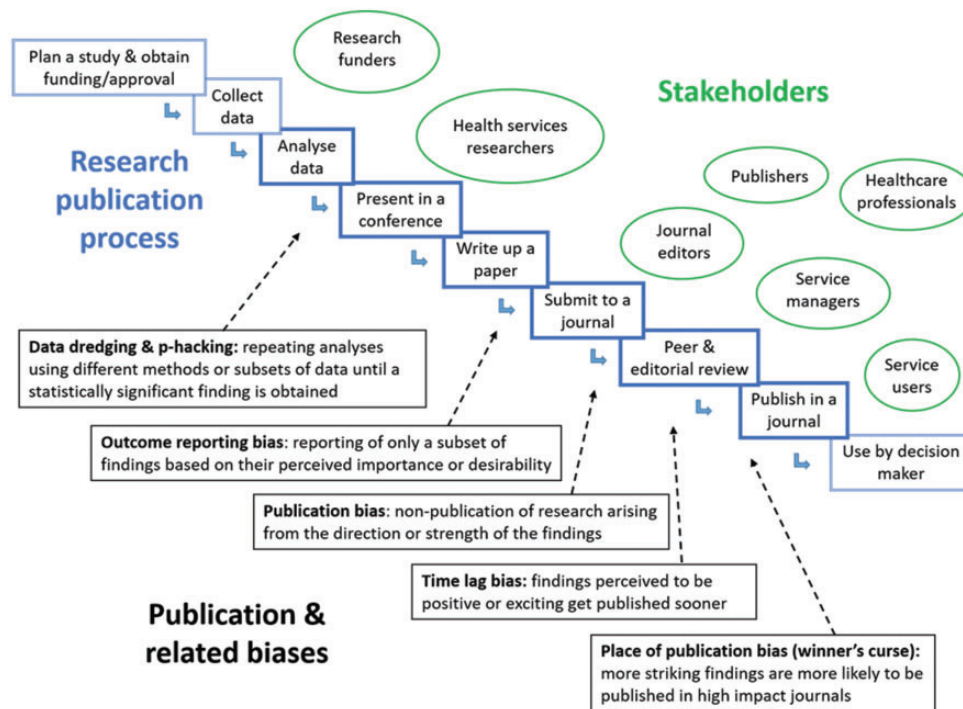 Plan a study & obtain
funding/approval
Collect
data
Analyse
data
Present in a
conference
Write up a
paper
Submit to a
journal
Peer &
editorial review
Publish in a
journal
Use by decision
maker
Research
publication
process
Research
funders
Health services
researchers
Stakeholders
Publishers
Healthcare
professionals
Journal
editors
Service
managers
Service
users
Data dredging & p-hacking: repeating analyses
using different methods or subsets of data until a
statistically significant finding is obtained
Outcome reporting bias: reporting of only a subset of
findings based on their perceived importance or desirability
Publication bias: non-publication of research arising
from the direction or strength of the findings
Time lag bias: findings perceived to be
positive or exciting get published sooner
Place of publication bias (winner's curse):
more striking findings are more likely to be
published in high impact journals
Publication &
related biases